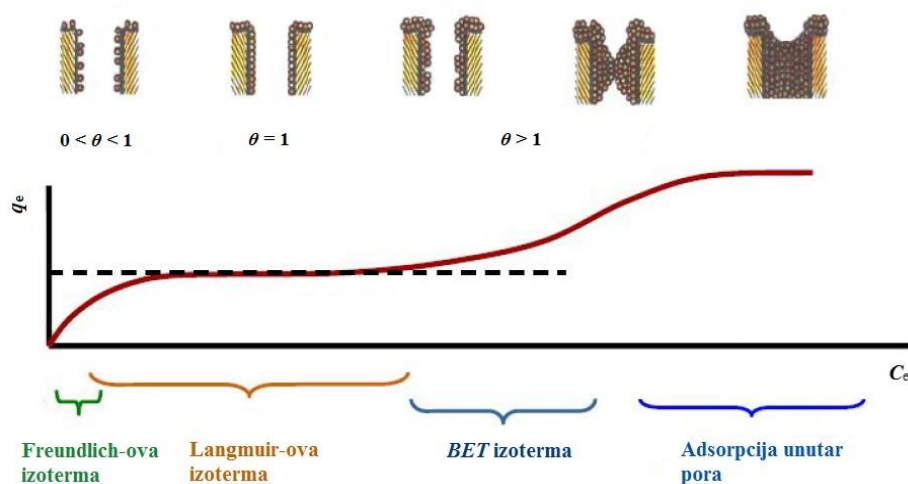 0 < θ < 1
θ = 1
θ > 1
qe
Ce
Freundlich-ova
izoterma
Langmuir-ova
izoterma
BET izoterma
Adsorpcija unutar
pora